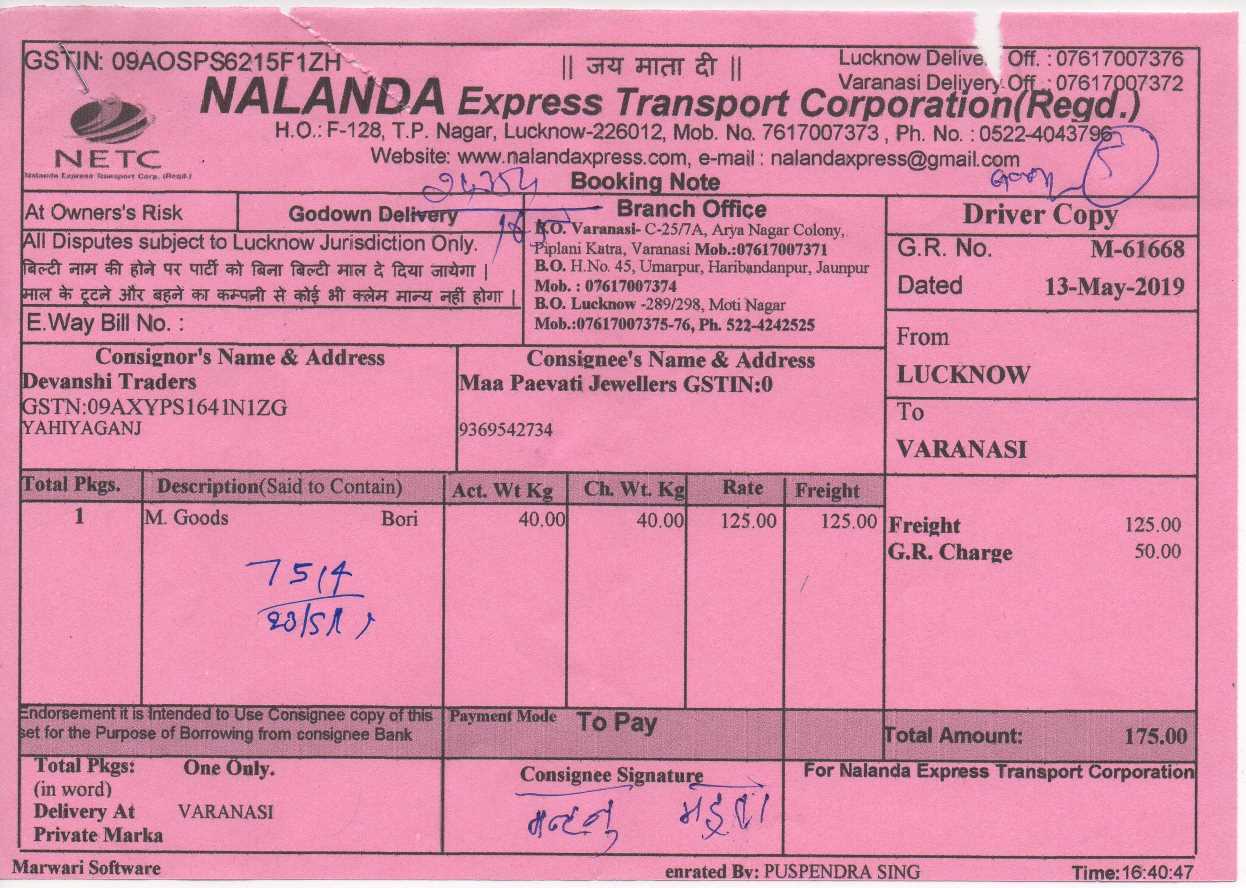 GSTIN: 09AOSPS6215F1ZH
|| जय माता दी ||
Lucknow Delive Off. : 07617007376
Varanasi Delivery Off. : 07617007372
NALANDA Express Transport Corporation(Regd.)
H.O.: F-128, T.P. Nagar, Lucknow-226012, Mob. No. 7617007373 , Ph. No. : 0522-4043796
NETC
Nalanda Express Transport Corp. (Regd.)
Website: www.nalandaxpress.com, e-mail : nalandaxpress@gmail.com
5
Booking Note
At Owners's Risk
Godown Delivery
All Disputes subject to Lucknow Jurisdiction Only.
बिल्टी नाम की होने पर पार्टी को बिना बिल्टी माल दे दिया जायेगा |
माल के टूटने और बहने का कम्पनी से कोई भी क्लेम मान्य नहीं होगा |
E.Way Bill No. :
Branch Office
B.O. Varanasi- C-25/7A, Arya Nagar Colony,
Piplani Katra, Varanasi Mob.:07617007371
B.O. H.No. 45, Umarpur, Haribandanpur, Jaunpur
Mob. : 07617007374
B.O. Lucknow -289/298, Moti Nagar
Mob.:07617007375-76, Ph. 522-4242525
Driver Copy
G.R. No. M-61668
Dated 13-May-2019
From
LUCKNOW
To
VARANASI
Consignor's Name & Address
Devanshi Traders
GSTN:09AXYPS1641N1ZG
YAHIYAGANJ
Consignee's Name & Address
Maa Paevati Jewellers GSTIN:0
9369542734
Total Pkgs. Description(Said to Contain) Act. Wt Kg Ch. Wt. Kg Rate Freight
1 M. Goods Bori 40.00 40.00 125.00 125.00
Freight 125.00
G.R. Charge 50.00
7514
Endorsement it is Intended to Use Consignee copy of this
set for the Purpose of Borrowing from consignee Bank
Payment Mode To Pay
Total Amount: 175.00
Total Pkgs: One Only.
(in word)
Delivery At VARANASI
Private Marka
Consignee Signature
For Nalanda Express Transport Corporation
Marwari Software
enrated By: PUSPENDRA SING
Time:16:40:47